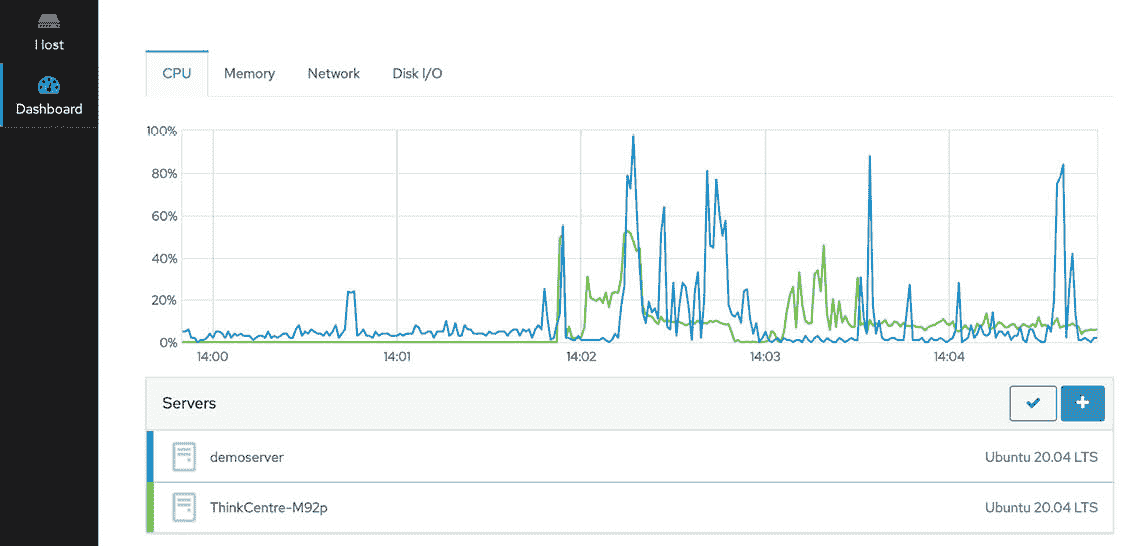 Host
Dashboard
CPU Memory Network Disk I/O
100%
80%
60%
40%
20%
0%
14:00 14:01 14:02 14:03 14:04
Servers
demoserver Ubuntu 20.04 LTS
ThinkCentre-M92p Ubuntu 20.04 LTS